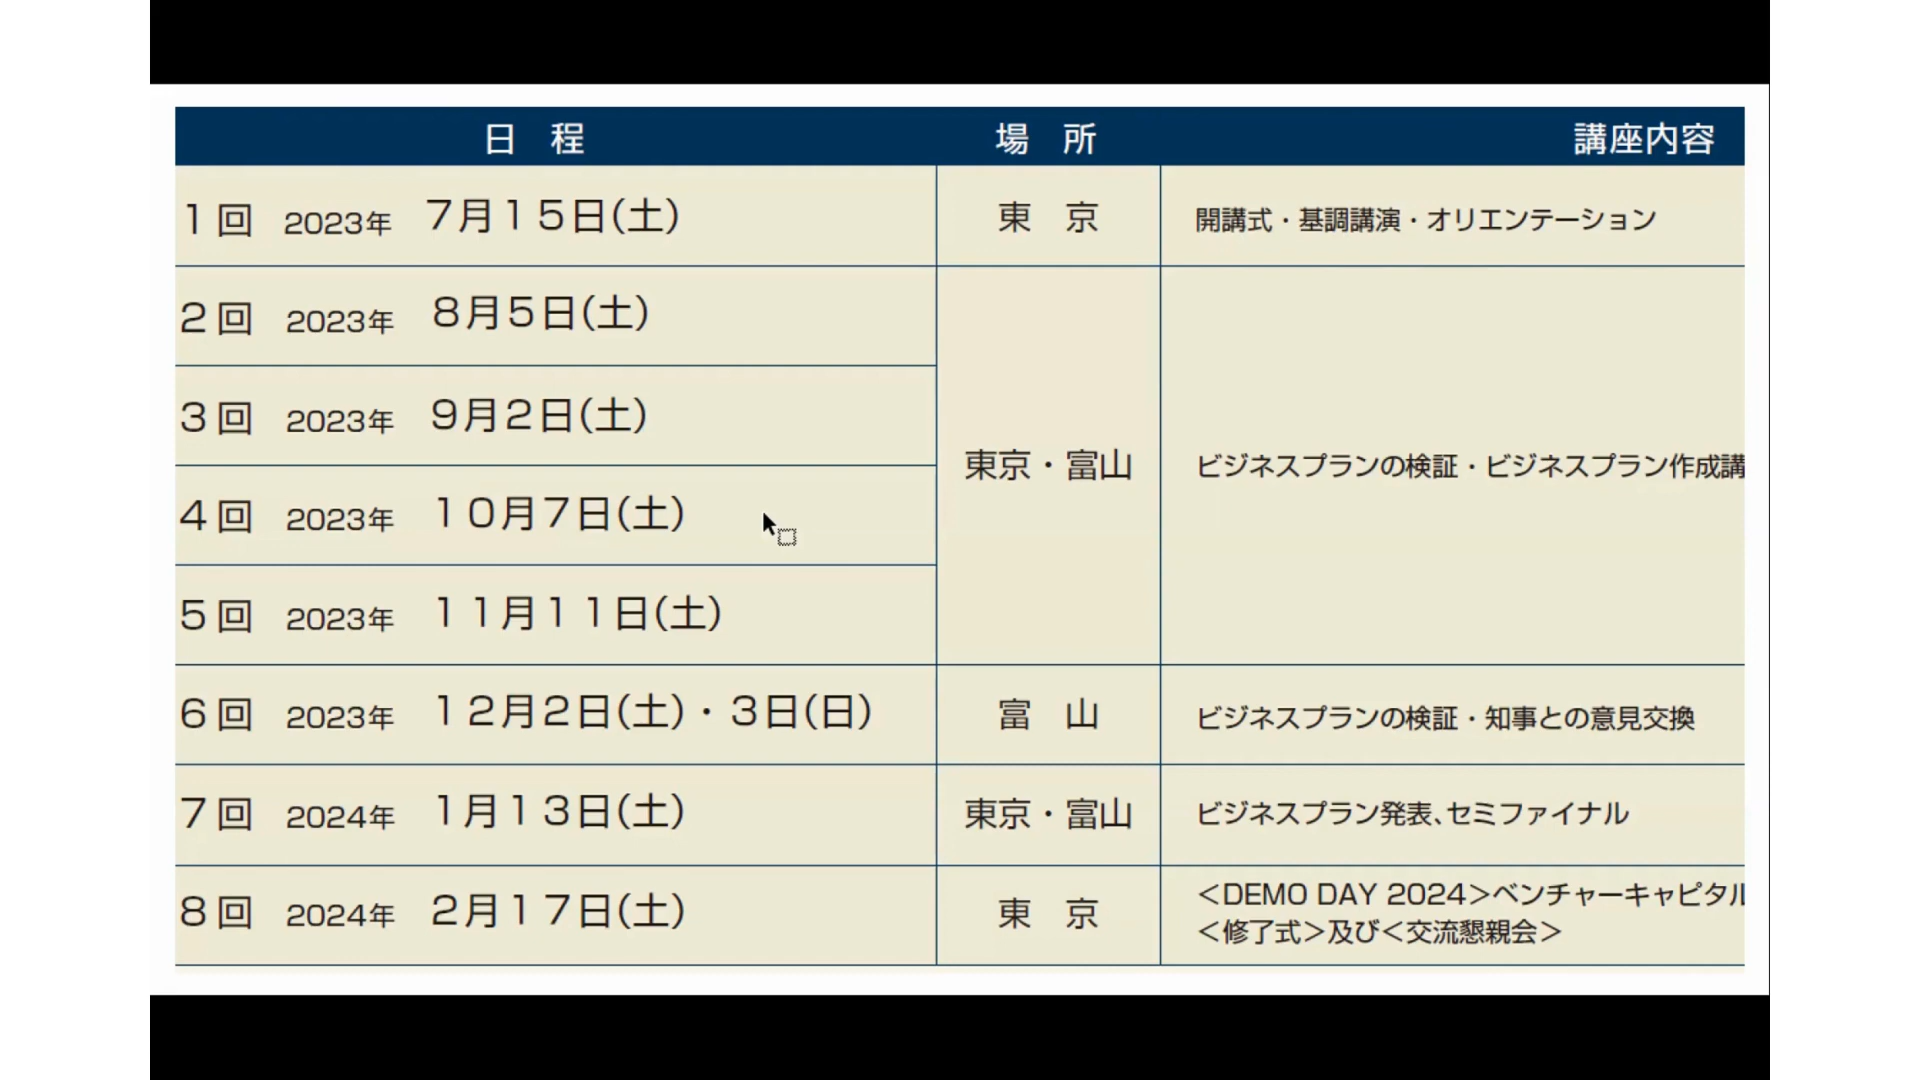 日　程　場　所　講座内容
１回　2023年　７月１５日(土)　東　京　開講式・基調講演・オリエンテーション
２回　2023年　８月５日(土)
３回　2023年　９月２日(土)
東京・富山　ビジネスプランの検証・ビジネスプラン作成講
４回　2023年　１０月７日(土)
５回　2023年　１１月１１日(土)
６回　2023年　１２月２日(土)・３日(日)　富　山　ビジネスプランの検証・知事との意見交換
７回　2024年　１月１３日(土)　東京・富山　ビジネスプラン発表、セミファイナル
８回　2024年　２月１７日(土)　東　京　＜DEMO DAY 2024＞ベンチャーキャピタル
＜修了式＞及び＜交流懇親会＞